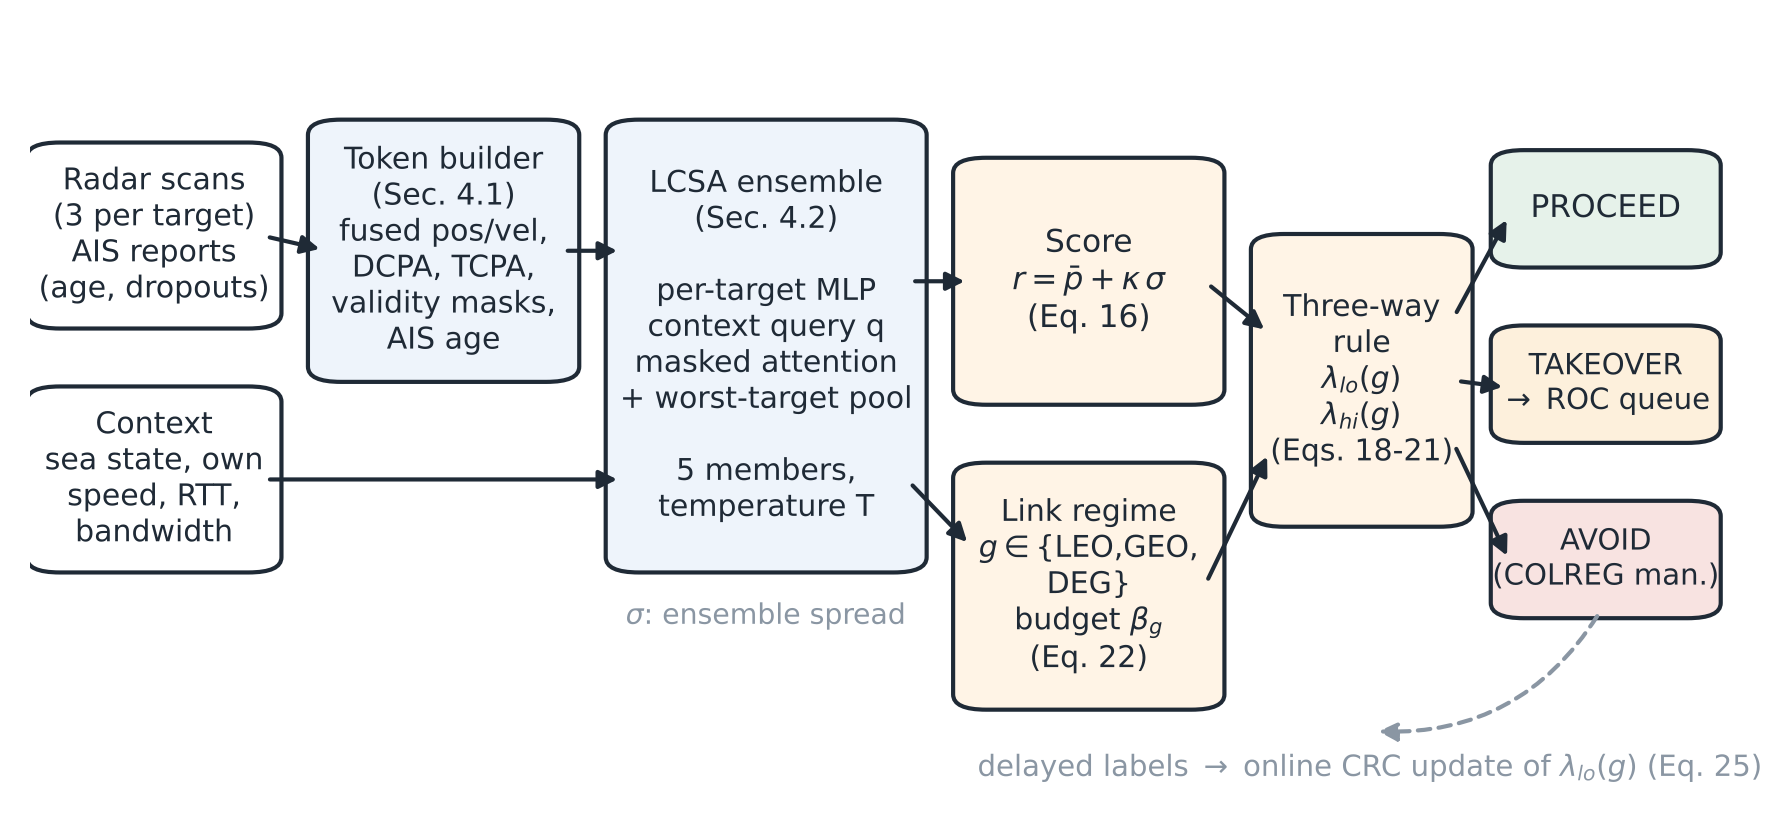 Radar scans
(3 per target)
AIS reports
(age, dropouts)
Context
sea state, own
speed, RTT,
bandwidth
Token builder
(Sec. 4.1)
fused pos/vel,
DCPA, TCPA,
validity masks,
AIS age
LCSA ensemble
(Sec. 4.2)
per-target MLP
context query q
masked attention
+ worst-target pool
5 members,
temperature T
σ: ensemble spread
Score
r = p̄ + κ σ
(Eq. 16)
Link regime
g ∈ {LEO,GEO,
DEG}
budget β_g
(Eq. 22)
Three-way
rule
λ_lo(g)
λ_hi(g)
(Eqs. 18-21)
PROCEED
TAKEOVER
→ ROC queue
AVOID
(COLREG man.)
delayed labels → online CRC update of λ_lo(g) (Eq. 25)